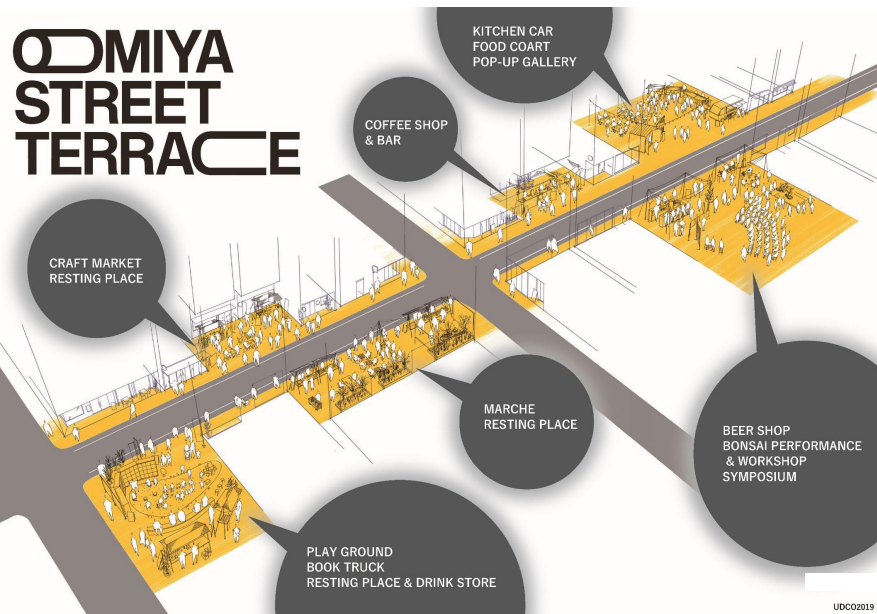 OOMIYA
STREET
TERRACE
KITCHEN CAR
FOOD COART
POP-UP GALLERY
COFFEE SHOP
& BAR
CRAFT MARKET
RESTING PLACE
MARCHE
RESTING PLACE
BEER SHOP
BONSAI PERFORMANCE
& WORKSHOP
SYMPOSIUM
PLAY GROUND
BOOK TRUCK
RESTING PLACE & DRINK STORE
UDCO2019